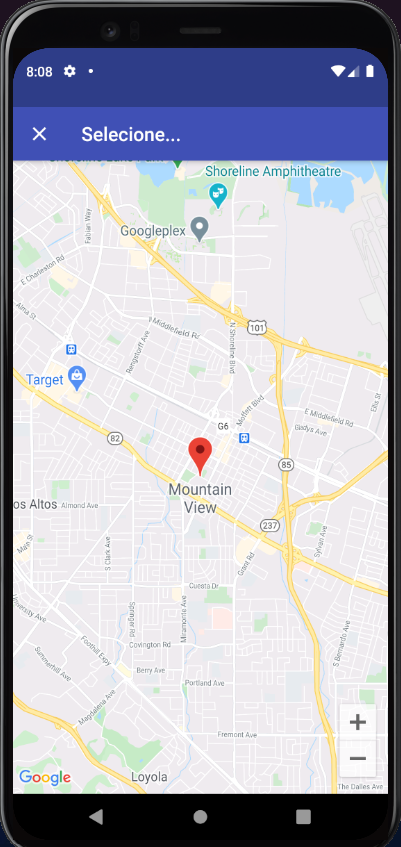 8:08
Selecione...
Shoreline Amphitheatre
Googleplex
Fabian Way
E Charleston Rd
101
Alma St
N Middlefield Rd
N Shoreline Blvd
Rengstorff Ave
Target
Moffett Blvd
Ellis St
G6
E Middlefield Rd
Gladys Ave
82
85
Mountain
View
os Altos
Almond Ave
237
Sylvan Ave
Main St
S Clark Ave
Grant Rd
Cuesta Dr
University Ave
Springer Rd
Miramonte Ave
S Bernardo Ave
Foothill Expy
Covington Rd
Summerhill Ave
Berry Ave
Portland Ave
Magdalena Ave
+
Fremont Ave
−
Google
Loyola
The Dalles Ave